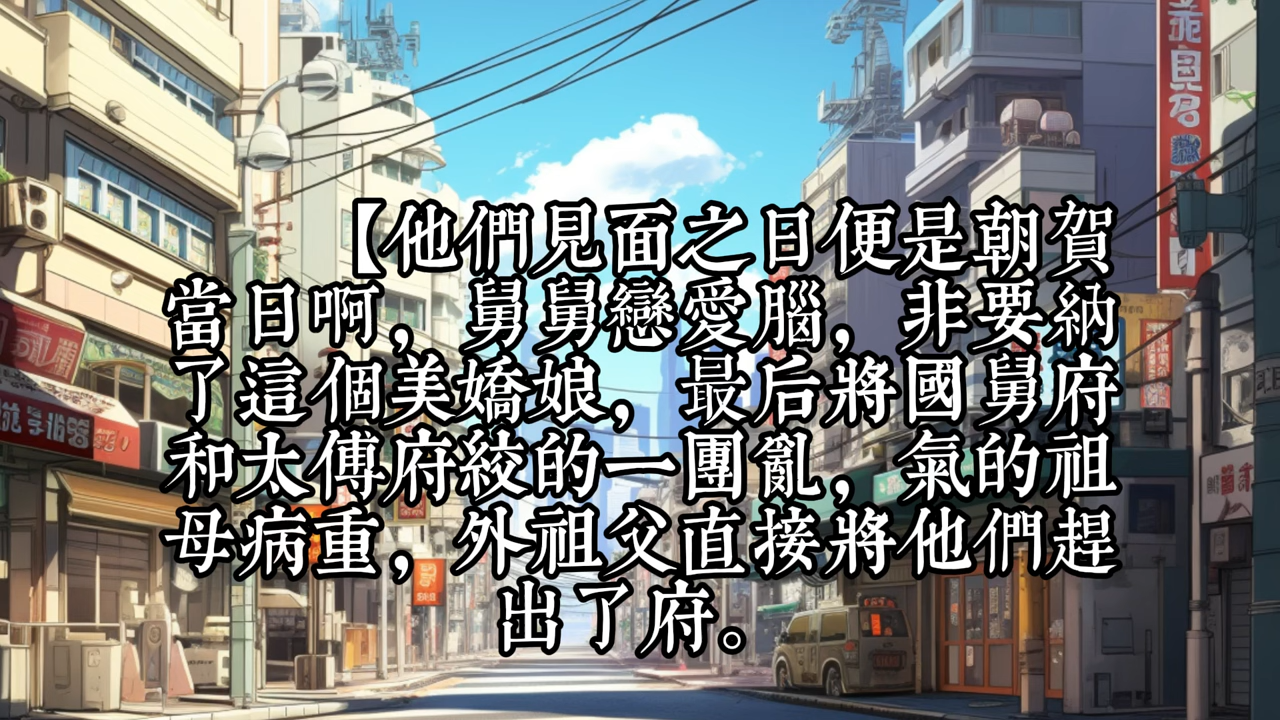 【他們見面之日便是朝賀
當日啊，舅舅戀愛腦，非要納
了這個美嬌娘，最后將國舅府
和太傅府絞的一團亂，氣的祖
母病重，外祖父直接將他們趕
出了府。